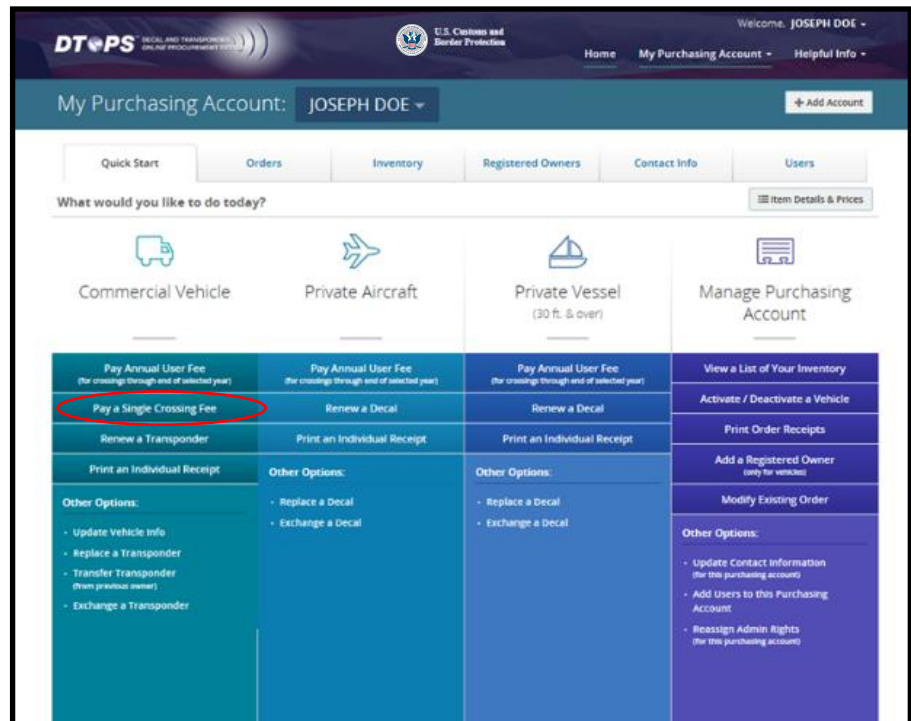 Welcome, JOSEPH DOE
DTOPS DECAL AND TRANSPONDER
ONLINE PROCUREMENT
U.S. Customs and
Border Protection
Home My Purchasing Account Helpful Info
My Purchasing Account: JOSEPH DOE + Add Account
Quick Start Orders Inventory Registered Owners Contact Info Users
What would you like to do today? Item Details & Prices
Commercial Vehicle
Private Aircraft
Private Vessel
(30 ft. & over)
Manage Purchasing
Account
Pay Annual User Fee
(for crossings through end of selected year)
Pay a Single Crossing Fee
Renew a Transponder
Print an Individual Receipt
Other Options:
- Update Vehicle Info
- Replace a Transponder
- Transfer Transponder
(from previous owner)
- Exchange a Transponder
Pay Annual User Fee
(for crossings through end of selected year)
Renew a Decal
Print an Individual Receipt
Other Options:
- Replace a Decal
- Exchange a Decal
Pay Annual User Fee
(for crossings through end of selected year)
Renew a Decal
Print an Individual Receipt
Other Options:
- Replace a Decal
- Exchange a Decal
View a List of Your Inventory
Activate / Deactivate a Vehicle
Print Order Receipts
Add a Registered Owner
(only for vehicles)
Modify Existing Order
Other Options:
- Update Contact Information
(for this purchasing account)
- Add Users to this Purchasing
Account
- Reassign Admin Rights
(for this purchasing account)